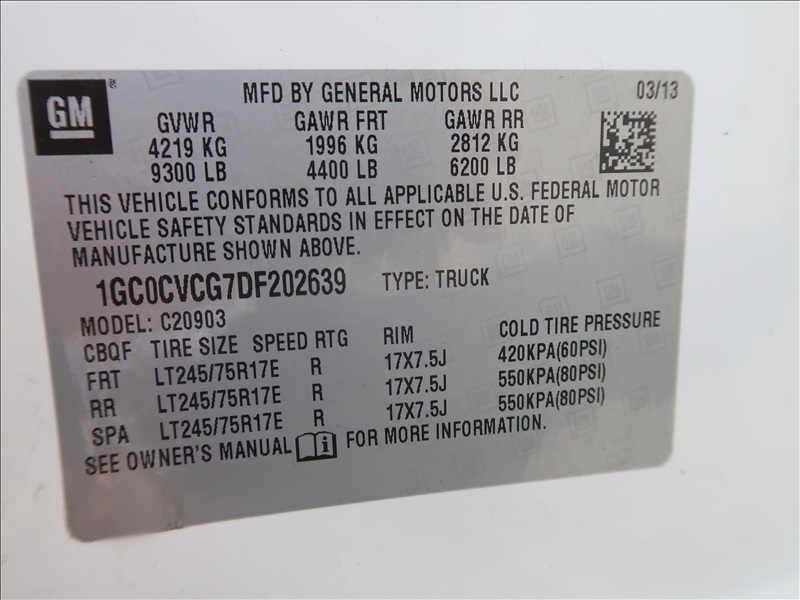 GM ®
MFD BY GENERAL MOTORS LLC 03/13
GVWR GAWR FRT GAWR RR
4219 KG 1996 KG 2812 KG
9300 LB 4400 LB 6200 LB
THIS VEHICLE CONFORMS TO ALL APPLICABLE U.S. FEDERAL MOTOR
VEHICLE SAFETY STANDARDS IN EFFECT ON THE DATE OF
MANUFACTURE SHOWN ABOVE.
1GC0CVCG7DF202639 TYPE: TRUCK
MODEL: C20903
CBQF TIRE SIZE SPEED RTG RIM COLD TIRE PRESSURE
FRT LT245/75R17E R 17X7.5J 420KPA(60PSI)
RR LT245/75R17E R 17X7.5J 550KPA(80PSI)
SPA LT245/75R17E R 17X7.5J 550KPA(80PSI)
SEE OWNER'S MANUAL i FOR MORE INFORMATION.